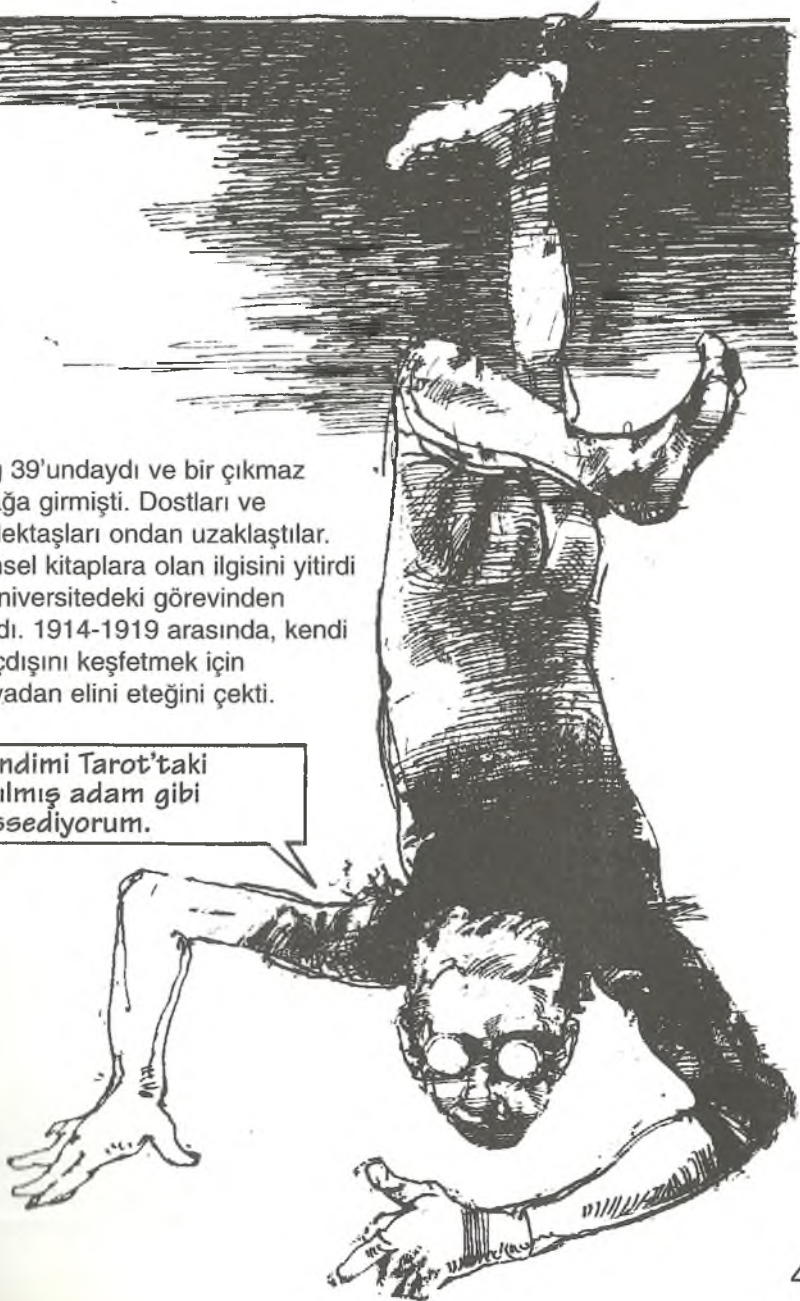 39'undaydı ve bir çıkmaz
ğa girmişti. Dostları ve
lektaşları ondan uzaklaştılar.
sel kitaplara olan ilgisini yitirdi
niversitedeki görevinden
dı. 1914-1919 arasında, kendi
çdışını keşfetmek için
yadan elini eteğini çekti.
ndimi Tarot'taki
ılmış adam gibi
ssediyorum.